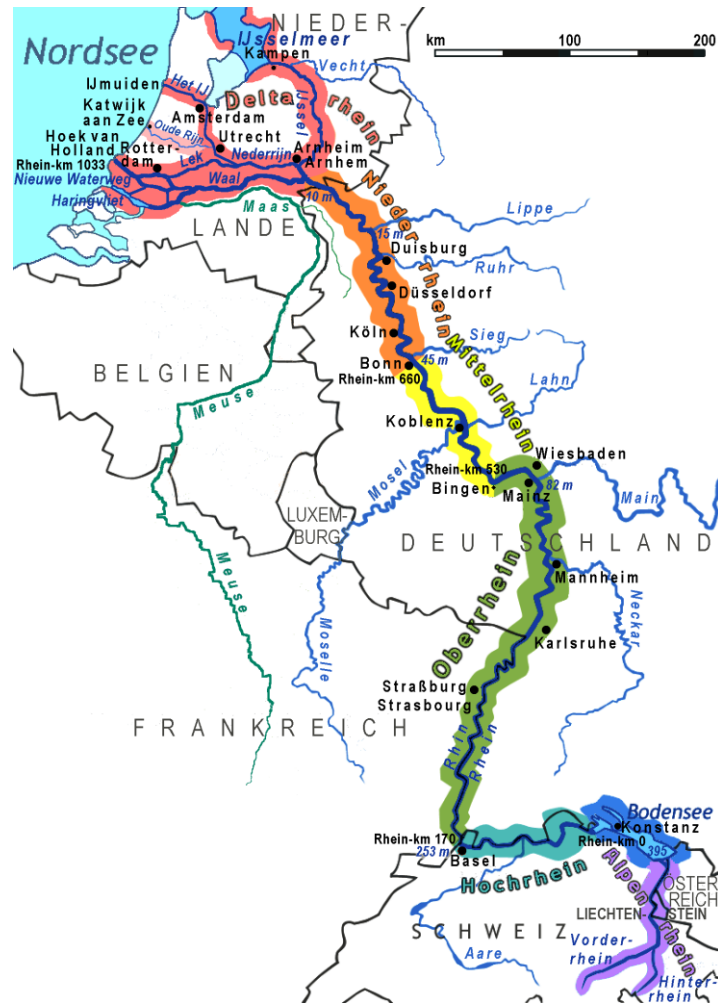 Nordsee
NIEDER-
IJsselmeer
Kampen
Vecht
km 0 100 200
IJmuiden
Het IJ
Delta
rhein
IJssel
Katwijk
aan Zee
Amsterdam
Oude Rijn
Utrecht
Hoek van
Holland
Rotter-
dam
Rhein-km 1033
Lek
Nederrijn
Arnheim
Arnhem
Nieuwe Waterweg
Waal
Haringvliet
10 m
Maas
LANDE
Nieder
rhein
Lippe
15 m
Duisburg
Ruhr
Düsseldorf
Köln
Sieg
Mittelrhein
Bonn
45 m
Rhein-km 660
Lahn
BELGIEN
Meuse
Koblenz
Wiesbaden
Mosel
Rhein-km 530
Bingen
Mainz
82 m
Main
LUXEM-
BURG
DEUTSCHLAND
Meuse
Mannheim
Neckar
Oberrhein
Karlsruhe
Moselle
Straßburg
Strasbourg
FRANKREICH
Rhin
Rhein
Bodensee
Konstanz
Rhein-km 170
Rhein-km 0
253 m
Basel
395
Hochrhein
Alpenrhein
ÖSTER
REICH
LIECHTEN-
STEIN
SCHWEIZ
Aare
Vorder-
rhein
Hinter-
rhein